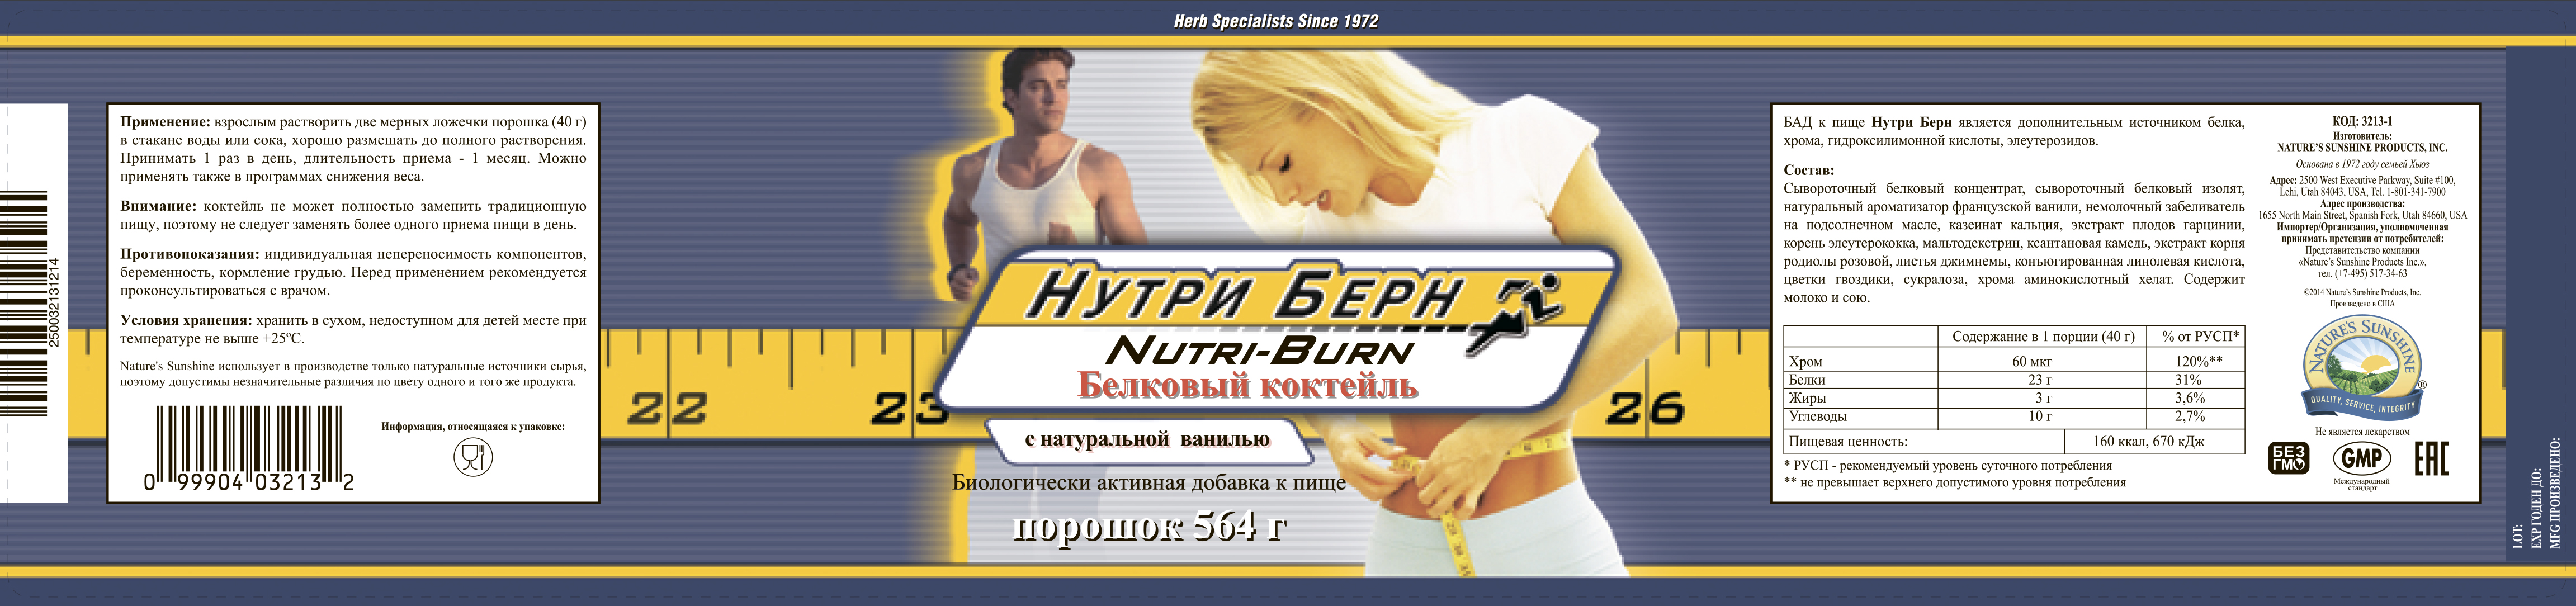 Herb Specialists Since 1972
25003213121​4
Применение: взрослым растворить две мерных ложечки порошка (40 г)
в стакане воды или сока, хорошо размешать до полного растворения.
Принимать 1 раз в день, длительность приема - 1 месяц. Можно
применять также в программах снижения веса.
Внимание: коктейль не может полностью заменить традиционную
пищу, поэтому не следует заменять более одного приема пищи в день.
Противопоказания: индивидуальная непереносимость компонентов,
беременность, кормление грудью. Перед применением рекомендуется
проконсультироваться с врачом.
Условия хранения: хранить в сухом, недоступном для детей месте при
температуре не выше +25ºС.
Nature's Sunshine использует в производстве только натуральные источники сырья,
поэтому допустимы незначительные различия по цвету одного и того же продукта.
Информация, относящаяся к упаковке:
0 99904 03213 2
22
23
26
Нутри Берн
Nutri-Burn
Белковый коктейль
с натуральной ванилью
Биологически активная добавка к пище
порошок 564 г
БАД к пище Нутри Берн является дополнительным источником белка,
хрома, гидроксилимонной кислоты, элеутерозидов.
Состав:
Сывороточный белковый концентрат, сывороточный белковый изолят,
натуральный ароматизатор французской ванили, немолочный забеливатель
на подсолнечном масле, казеинат кальция, экстракт плодов гарцинии,
корень элеутерококка, мальтодекстрин, ксантановая камедь, экстракт корня
родиолы розовой, листья джимнемы, конъюгированная линолевая кислота,
цветки гвоздики, сукралоза, хрома аминокислотный хелат. Содержит
молоко и сою.
Содержание в 1 порции (40 г) % от РУСП*
Хром 60 мкг 120%**
Белки 23 г 31%
Жиры 3 г 3,6%
Углеводы 10 г 2,7%
Пищевая ценность: 160 ккал, 670 кДж
* РУСП - рекомендуемый уровень суточного потребления
** не превышает верхнего допустимого уровня потребления
КОД: 3213-1
Изготовитель:
NATURE'S SUNSHINE PRODUCTS, INC.
Основана в 1972 году семьей Хьюз
Адрес: 2500 West Executive Parkway, Suite #100,
Lehi, Utah 84043, USA, Tel. 1-801-341-7900
Адрес производства:
1655 North Main Street, Spanish Fork, Utah 84660, USA
Импортер/Организация, уполномоченная
принимать претензии от потребителей:
Представительство компании
«Nature's Sunshine Products Inc.»,
тел. (+7-495) 517-34-63
©2014 Nature's Sunshine Products, Inc.
Произведено в США
NATURE'S SUNSHINE
®
QUALITY, SERVICE, INTEGRITY
Не является лекарством
БЕЗ
ГМО
GMP
Международный
стандарт
EAC
LOT:
EXP ГОДЕН ДО:
MFG ПРОИЗВЕДЕНО: